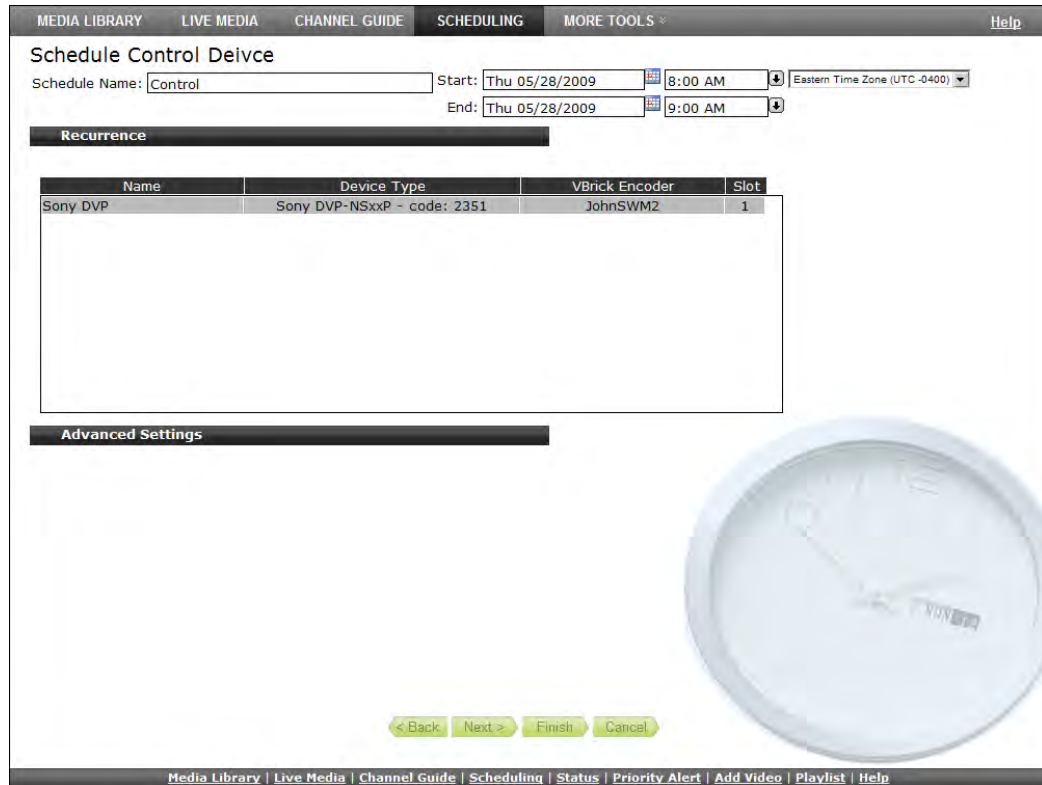 MEDIA LIBRARY LIVE MEDIA CHANNEL GUIDE SCHEDULING MORE TOOLS Help
Schedule Control Deivce
Schedule Name: Control Start: Thu 05/28/2009 8:00 AM Eastern Time Zone (UTC -0400)
End: Thu 05/28/2009 9:00 AM
Recurrence
Name Device Type VBrick Encoder Slot
Sony DVP Sony DVP-NSxxP - code: 2351 JohnSWM2 1
Advanced Settings
< Back Next > Finish Cancel
Media Library | Live Media | Channel Guide | Scheduling | Status | Priority Alert | Add Video | Playlist | Help